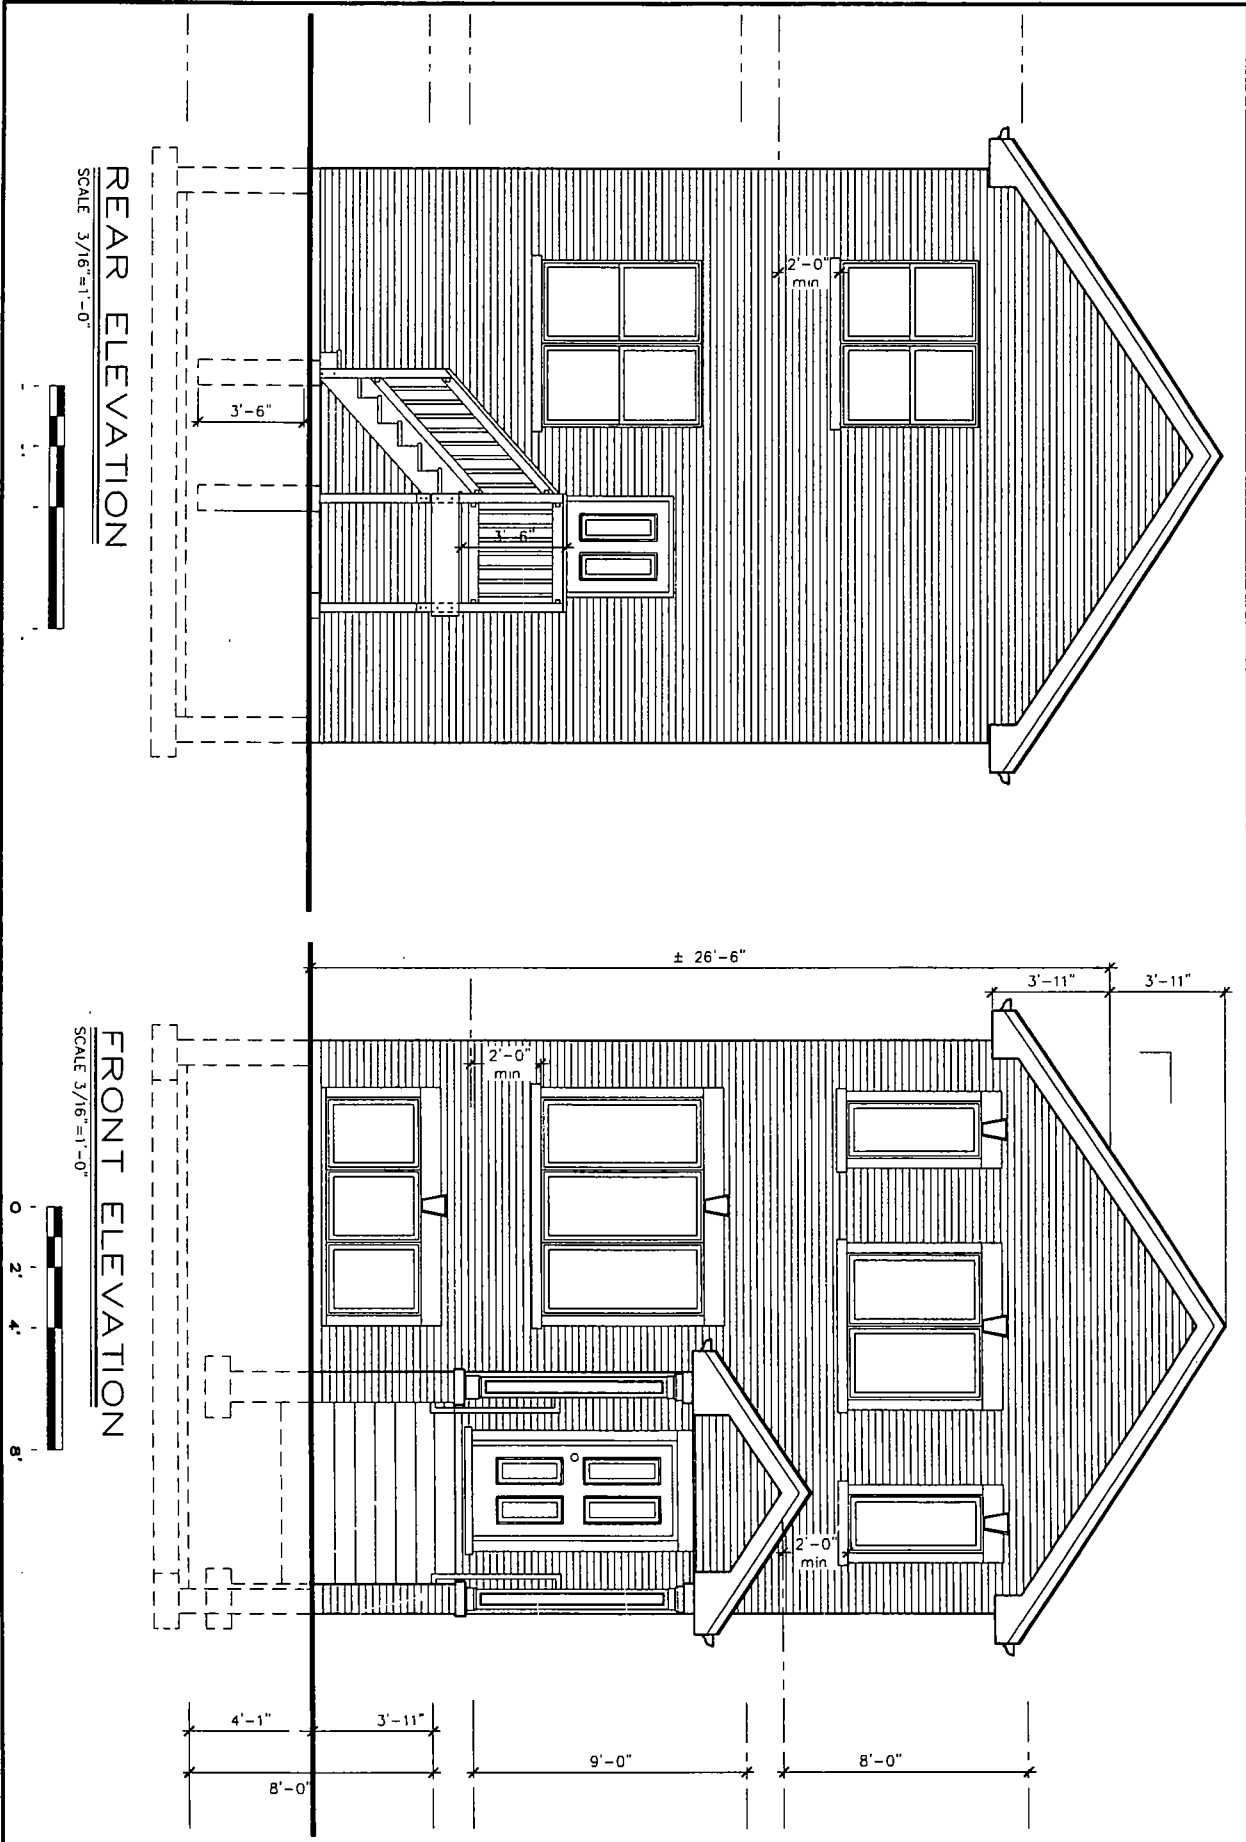 REAR ELEVATION
SCALE 3/16"=1'-0"
2'-0"
min
3'-6"
3'-6"
FRONT ELEVATION
SCALE 3/16"=1'-0"
0 2' 4' 8'
± 26'-6"
3'-11"
3'-11"
2'-0"
min
2'-0"
min
4'-1"
3'-11"
8'-0"
9'-0"
8'-0"